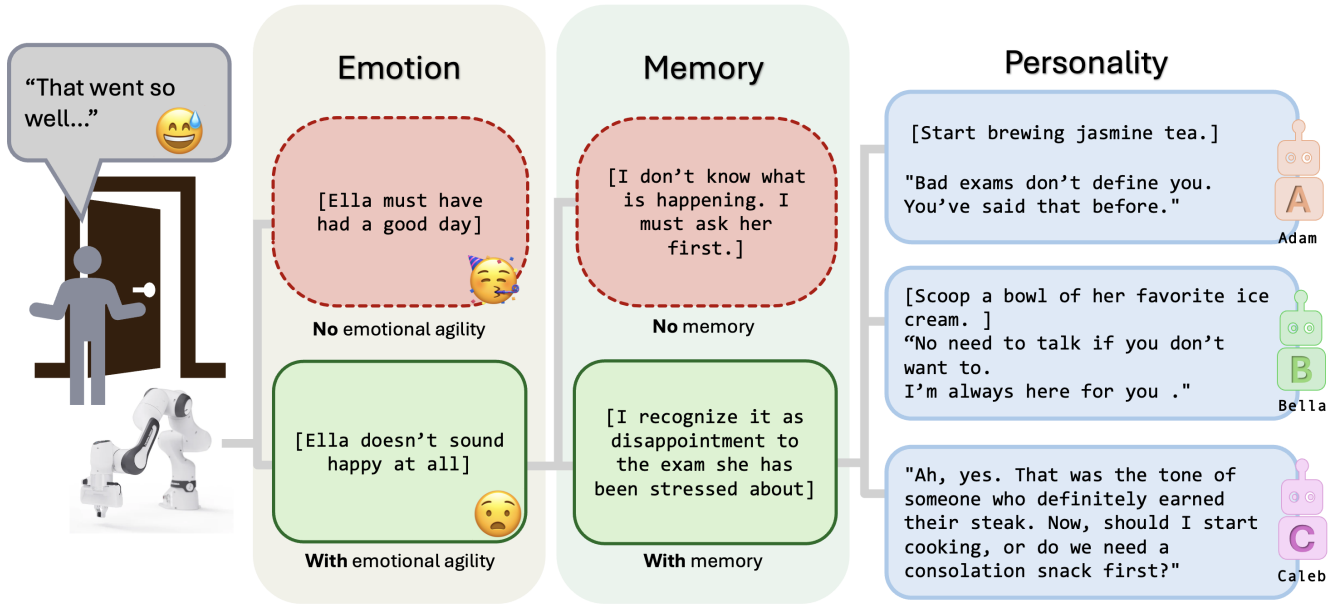 “That went so
well...”
Emotion
[Ella must have
had a good day]
No emotional agility
[Ella doesn’t sound
happy at all]
With emotional agility
Memory
[I don’t know what
is happening. I
must ask her
first.]
No memory
[I recognize it as
disappointment to
the exam she has
been stressed about]
With memory
Personality
[Start brewing jasmine tea.]
"Bad exams don’t define you.
You’ve said that before."
A
Adam
[Scoop a bowl of her favorite ice
cream. ]
“No need to talk if you don’t
want to.
I’m always here for you ."
B
Bella
"Ah, yes. That was the tone of
someone who definitely earned
their steak. Now, should I start
cooking, or do we need a
consolation snack first?"
C
Caleb